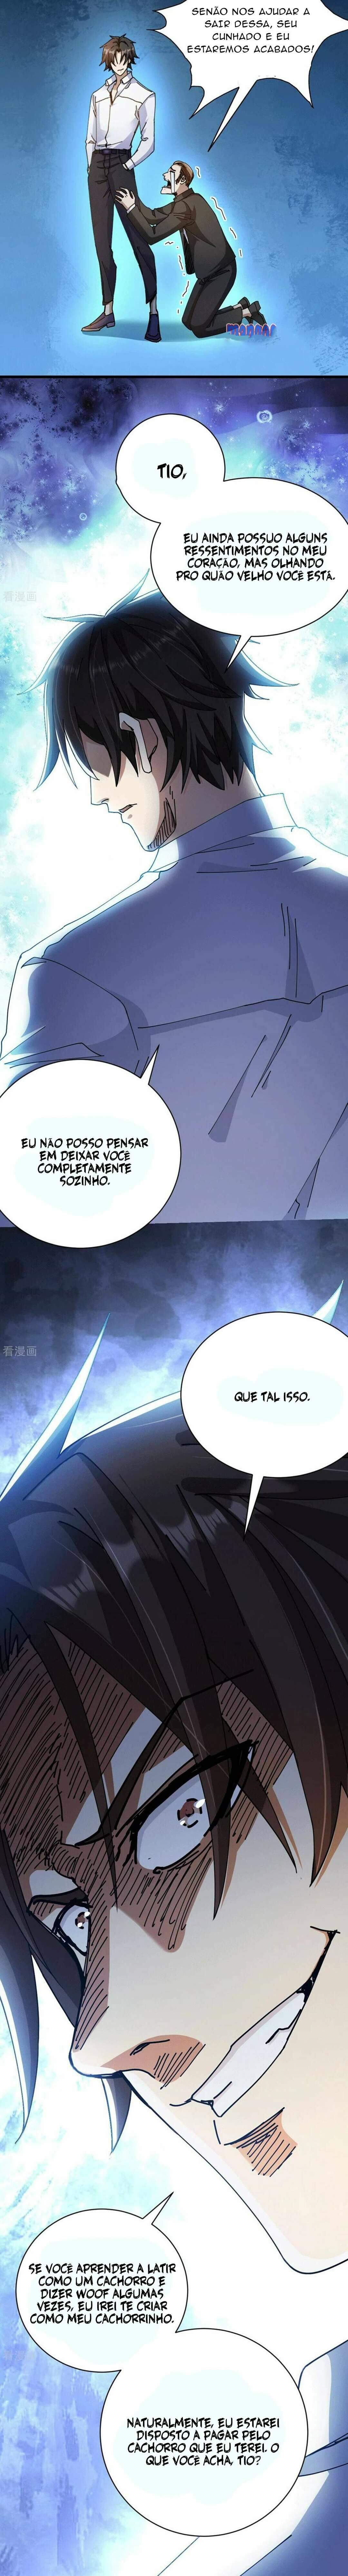 SENÃO NOS AJUDAR A
SAIR DESSA, SEU
CUNHADO E EU
ESTAREMOS ACABADOS!
TIO,
EU AINDA POSSUO ALGUNS
RESSENTIMENTOS NO MEU
CORAÇÃO, MAS OLHANDO
PRO QUÃO VELHO VOCÊ ESTÁ.
看漫画
EU NÃO POSSO PENSAR
EM DEIXAR VOCÊ
COMPLETAMENTE
SOZINHO.
看漫画
QUE TAL ISSO.
SE VOCÊ APRENDER A LATIR
COMO UM CACHORRO E
DIZER WOOF ALGUMAS
VEZES, EU IREI TE CRIAR
COMO MEU CACHORRINHO.
NATURALMENTE, EU ESTAREI
DISPOSTO A PAGAR PELO
CACHORRO QUE EU TEREI. O
QUE VOCÊ ACHA, TIO?